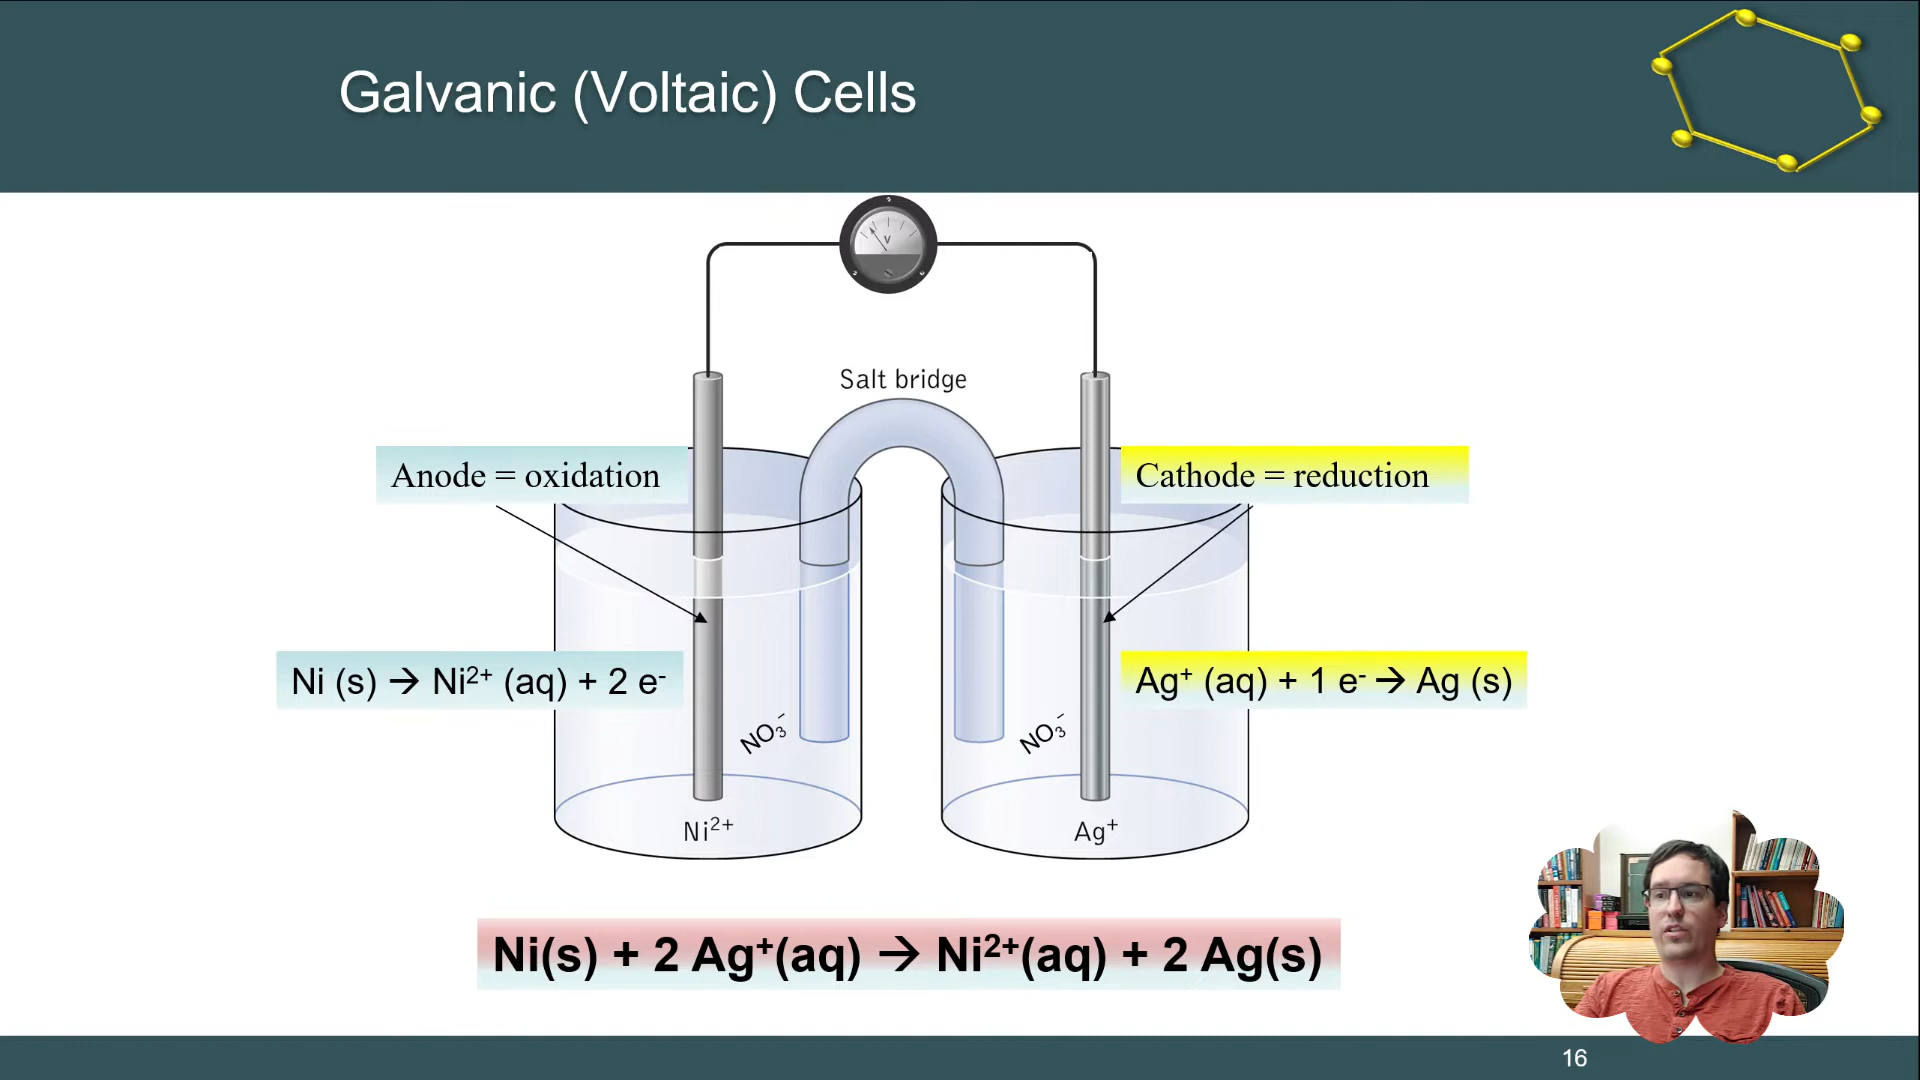 Galvanic (Voltaic) Cells
V
Salt bridge
Anode = oxidation
Cathode = reduction
Ni (s) → Ni²⁺ (aq) + 2 e⁻
Ag⁺ (aq) + 1 e⁻ → Ag (s)
NO₃⁻
NO₃⁻
Ni²⁺
Ag⁺
Ni(s) + 2 Ag⁺(aq) → Ni²⁺(aq) + 2 Ag(s)
16